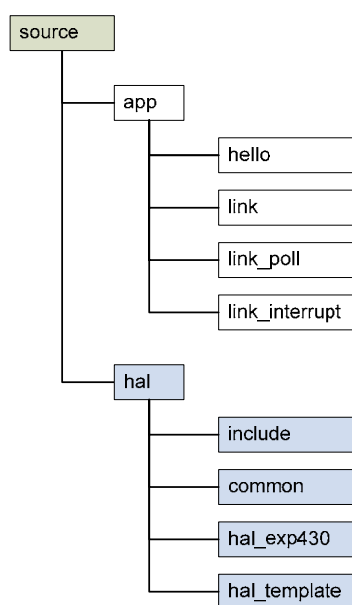 source
app
hello
link
link_poll
link_interrupt
hal
include
common
hal_exp430
hal_template